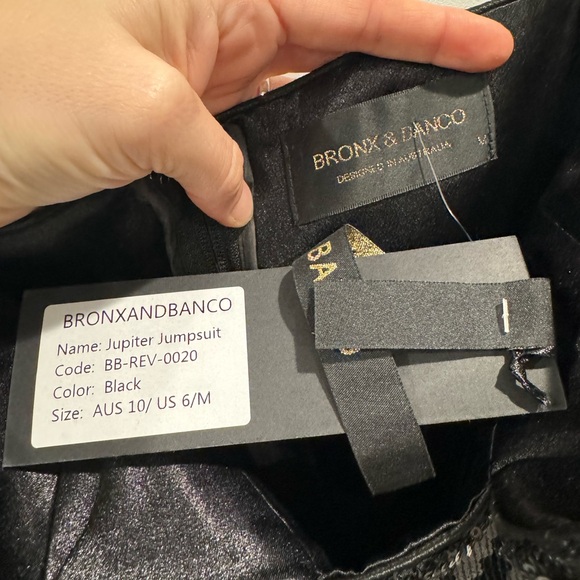 BRONX & BANCO
DESIGNED IN AUSTRALIA
M
BA
BRONXANDBANCO
Name: Jupiter Jumpsuit
Code: BB-REV-0020
Color: Black
Size: AUS 10/ US 6/M